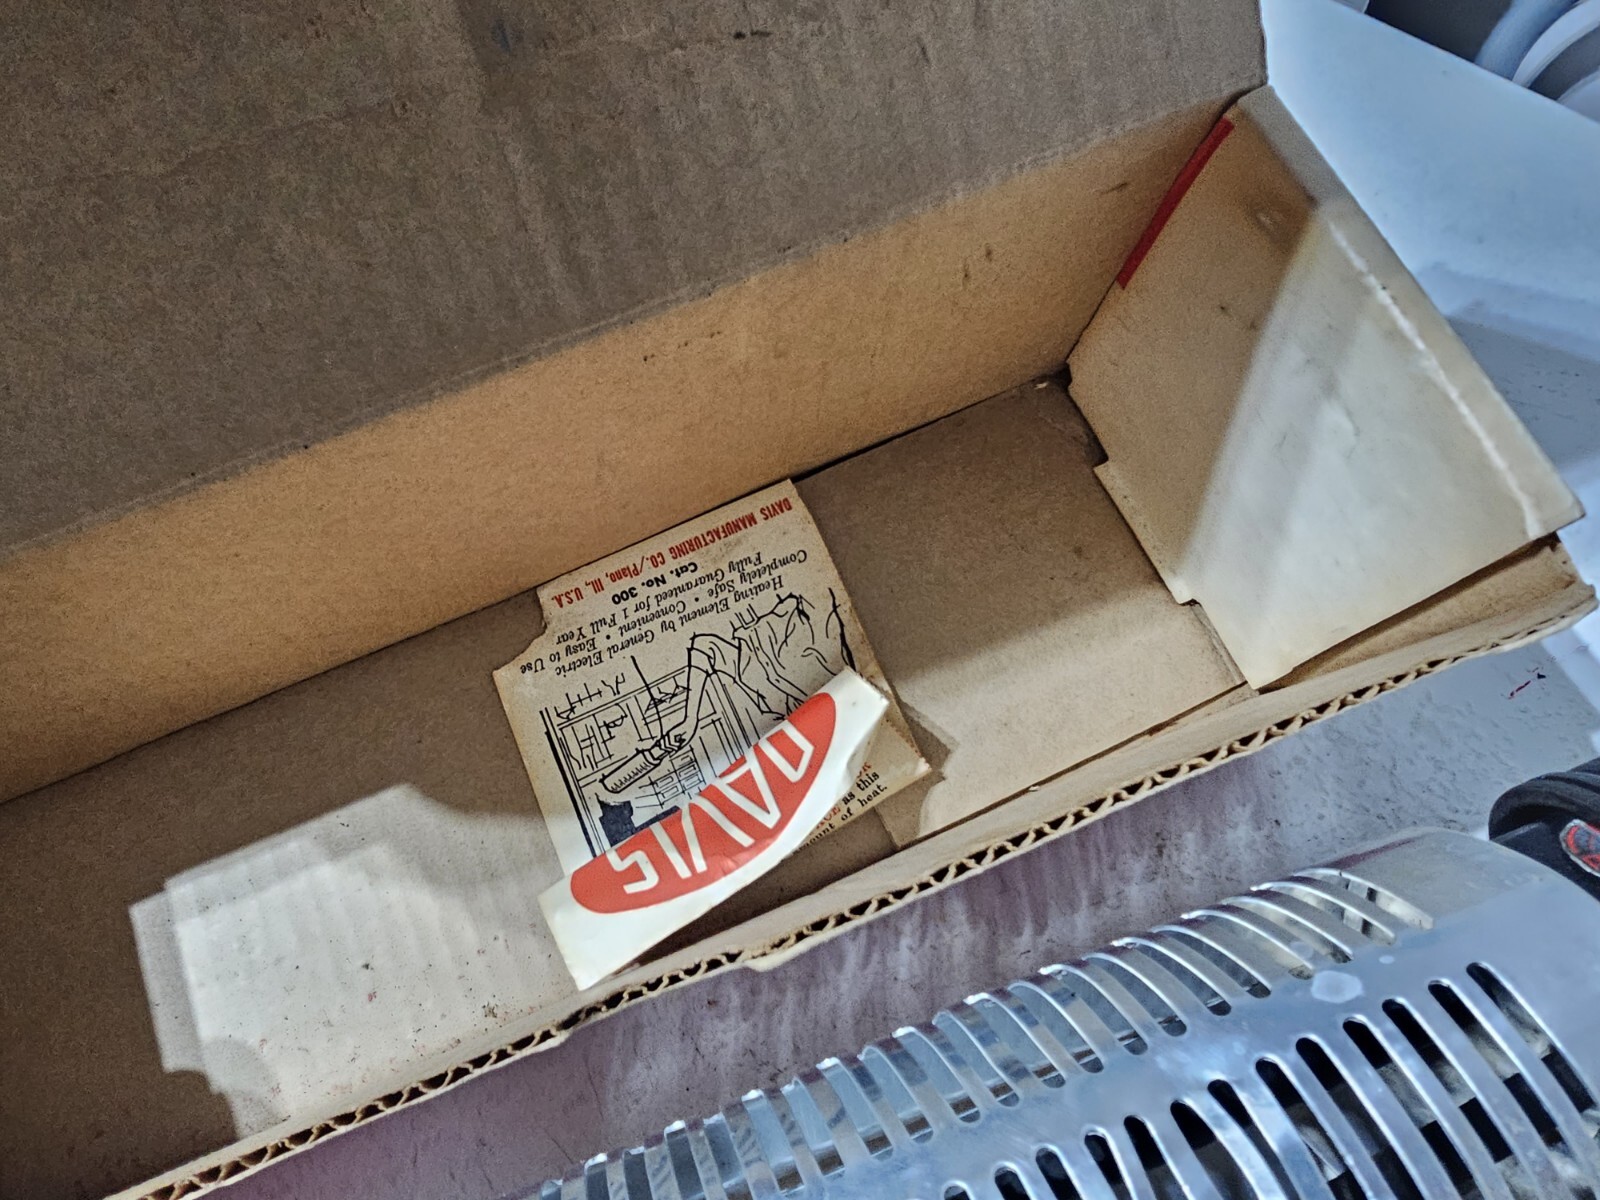 DAVIS
Heating Element by General Electric
Completely Safe • Convenient • Easy to Use
Fully Guaranteed for 1 Full Year
Cat. No. 300
DAVIS MANUFACTURING CO./Plano, Ill., U.S.A.
as this
of heat.